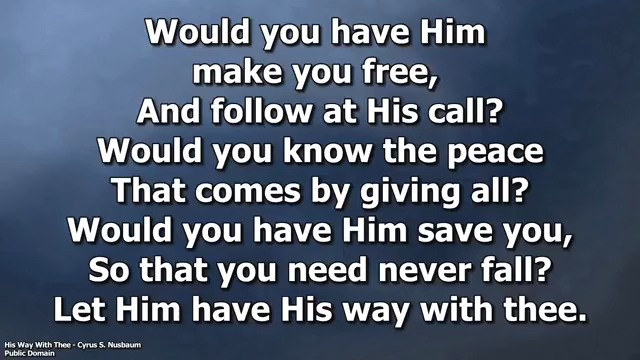 Would you have Him
make you free,
And follow at His call?
Would you know the peace
That comes by giving all?
Would you have Him save you,
So that you need never fall?
Let Him have His way with thee.
His Way With Thee - Cyrus S. Nusbaum
Public Domain